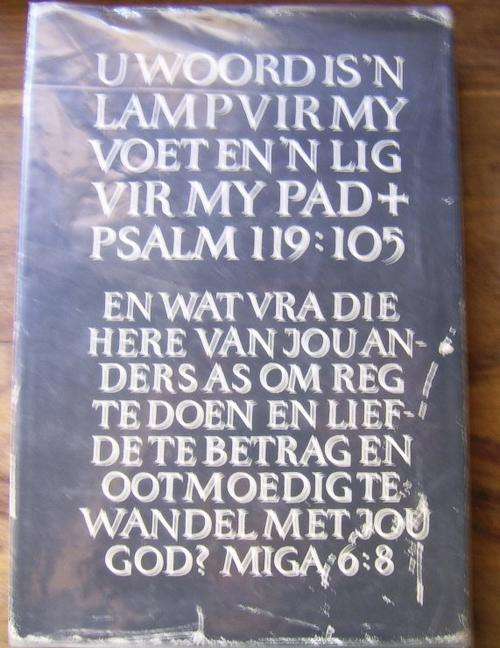 U WOORD IS 'N
LAMP VIR MY
VOET EN 'N LIG
VIR MY PAD +
PSALM 119:105
EN WAT VRA DIE
HERE VAN JOU AN-
DERS AS OM REG
TE DOEN EN LIEF-
DE TE BETRAG EN
OOTMOEDIG TE
WANDEL MET JOU
GOD? MIGA 6:8